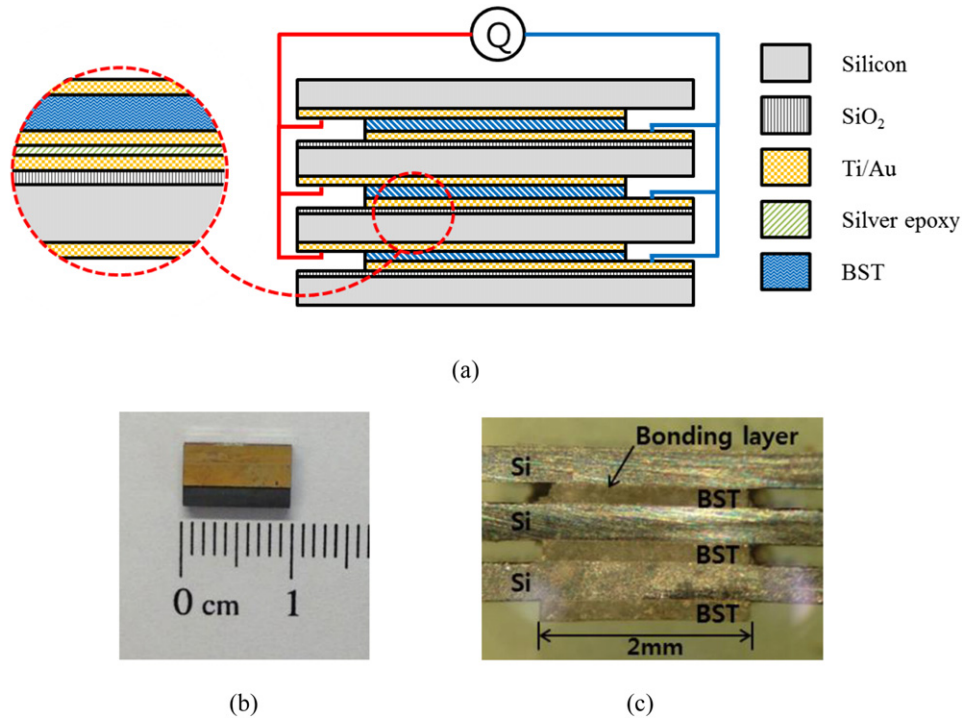 Q
Silicon
SiO₂
Ti/Au
Silver epoxy
BST
(a)
0 cm 1
Bonding layer
Si
BST
Si
BST
Si
BST
2mm
(b)
(c)